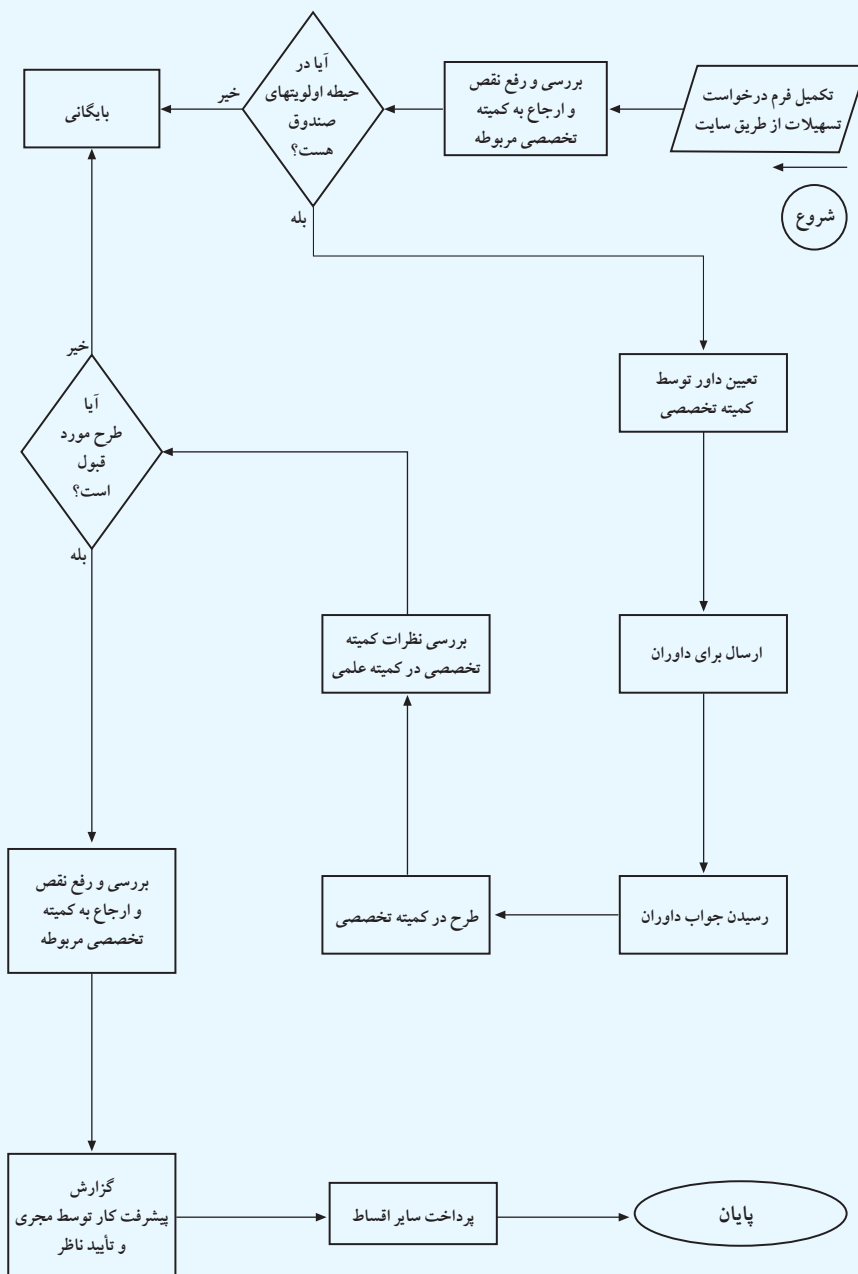 تکمیل فرم درخواست
تسهیلات از طریق سایت
شروع
بررسی و رفع نقص
و ارجاع به کمیته
تخصصی مربوطه
آیا در
حیطه اولویتهای
صندوق
هست؟
خیر
بایگانی
بله
تعیین داور توسط
کمیته تخصصی
ارسال برای داوران
رسیدن جواب داوران
طرح در کمیته تخصصی
بررسی نظرات کمیته
تخصصی در کمیته علمی
آیا
طرح مورد
قبول
است؟
خیر
بله
بررسی و رفع نقص
و ارجاع به کمیته
تخصصی مربوطه
گزارش
پیشرفت کار توسط مجری
و تأیید ناظر
پرداخت سایر اقساط
پایان